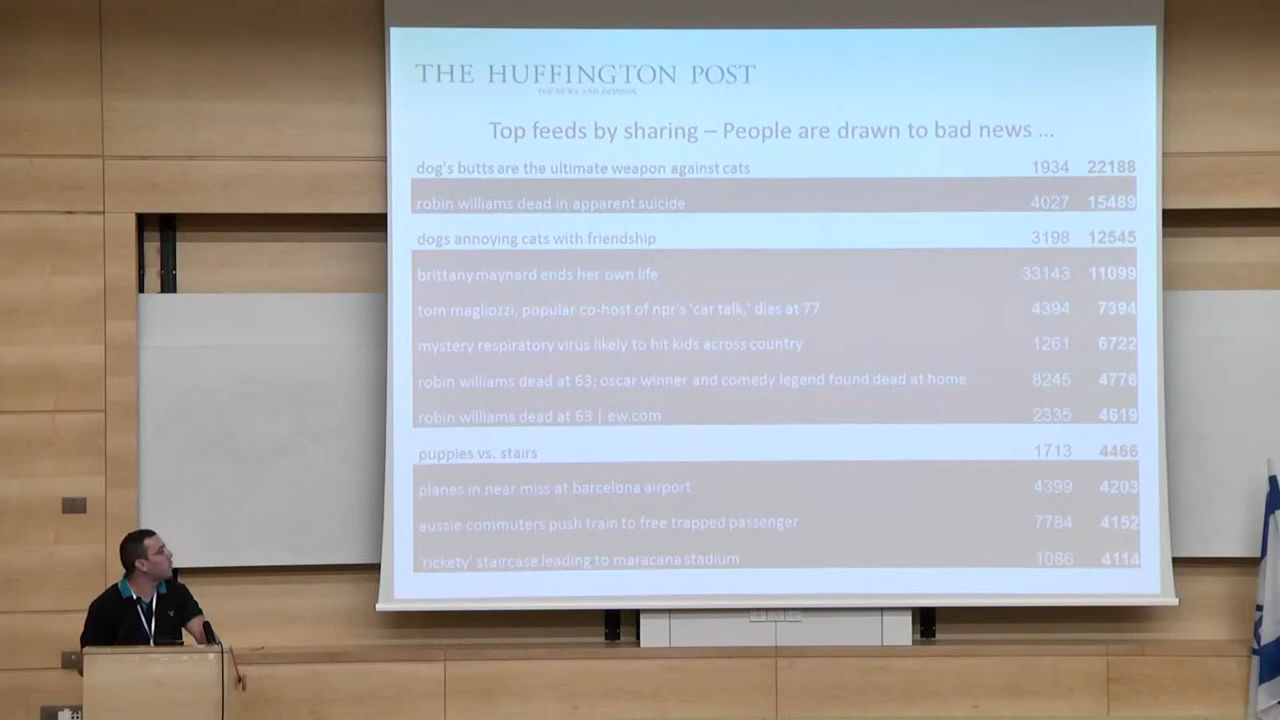 THE HUFFINGTON POST
TOP NEWS AND OPINION
Top feeds by sharing – People are drawn to bad news ...
dog's butts are the ultimate weapon against cats 1934 22188
robin williams dead in apparent suicide 4027 15489
dogs annoying cats with friendship 3198 12545
brittany maynard ends her own life 33143 11099
tom magliozzi, popular co-host of npr's 'car talk,' dies at 77 4394 7394
mystery respiratory virus likely to hit kids across country 1261 6722
robin williams dead at 63; oscar winner and comedy legend found dead at home 8245 4776
robin williams dead at 63 | ew.com 2335 4619
puppies vs. stairs 1713 4466
planes in near miss at barcelona airport 4399 4203
aussie commuters push train to free trapped passenger 7784 4152
'rickety' staircase leading to maracana stadium 1086 4114